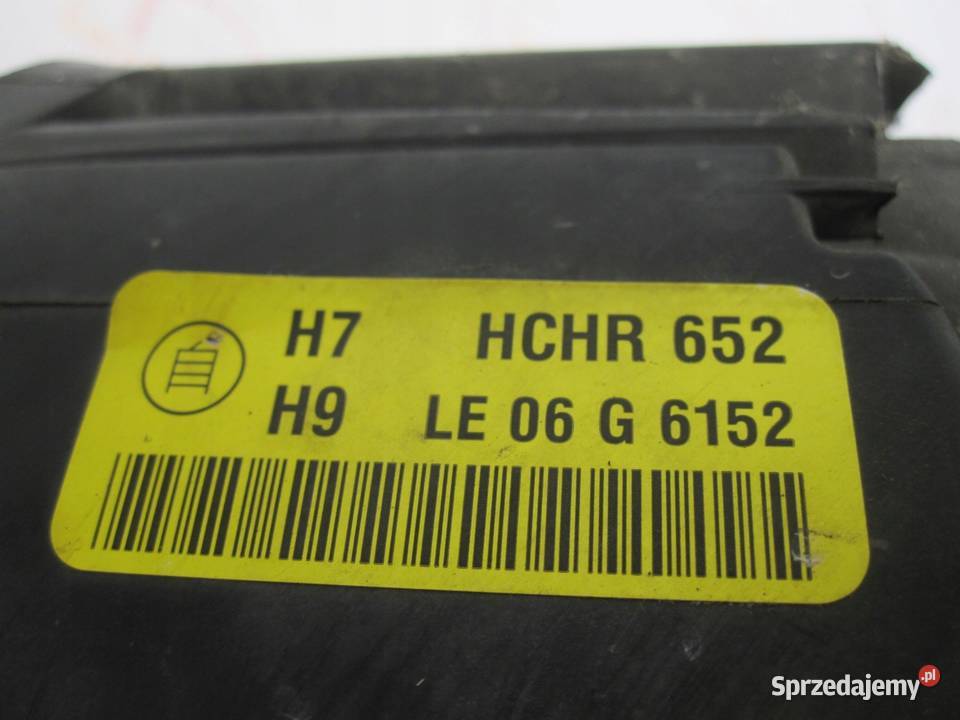 H7 HCHR 652
H9 LE 06 G 6152
Sprzedajemy.pl